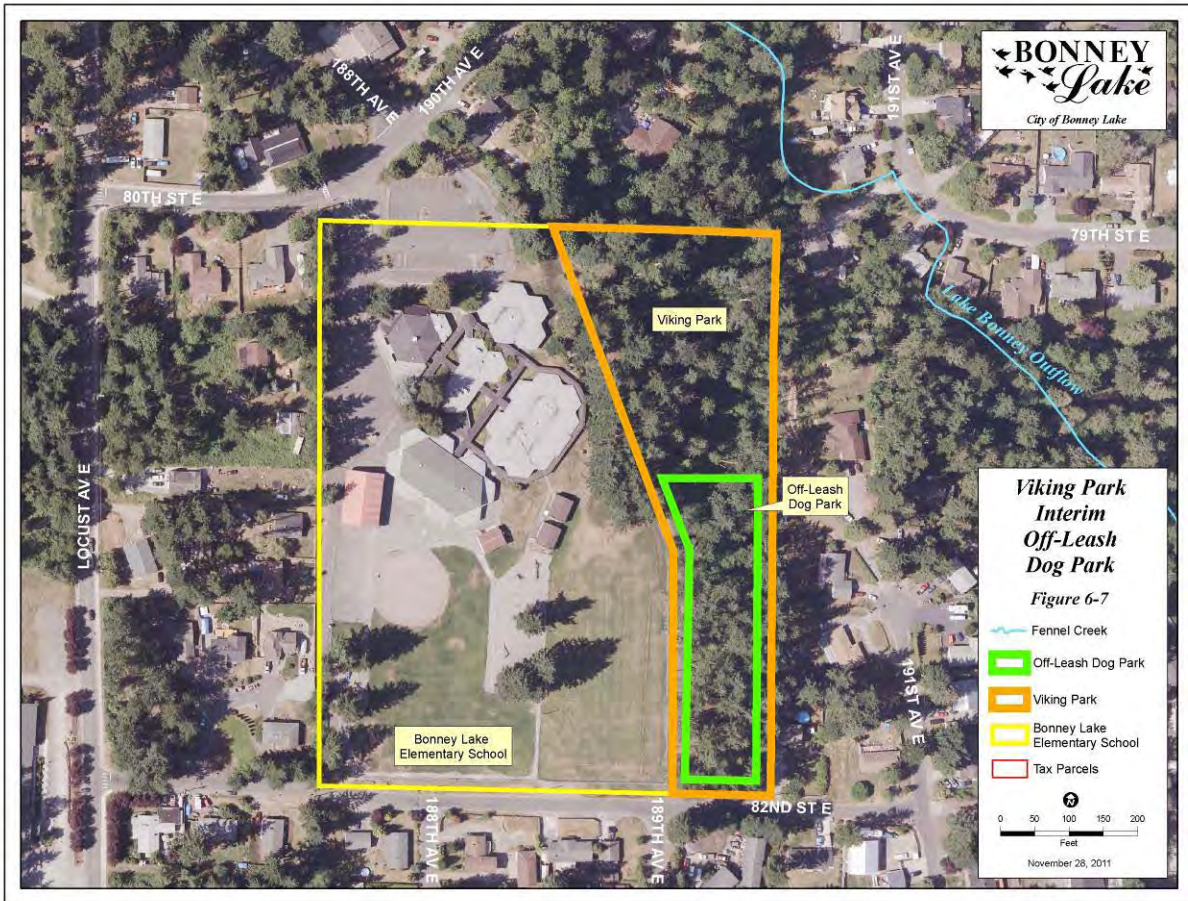 188TH AVE E
190TH AV E E
191ST AVE E
BONNEY
Lake
City of Bonney Lake
80TH ST E
79TH ST E
Viking Park
Lake Bonney Outflow
LOCUST AV E
Off-Leash
Dog Park
Viking Park
Interim
Off-Leash
Dog Park
Figure 6-7
Fennel Creek
Off-Leash Dog Park
Viking Park
Bonney Lake
Elementary School
Tax Parcels
N
0 50 100 200
Feet
November 28, 2011
191ST AV E
Bonney Lake
Elementary School
188TH AV E
189TH AV E
82ND ST E